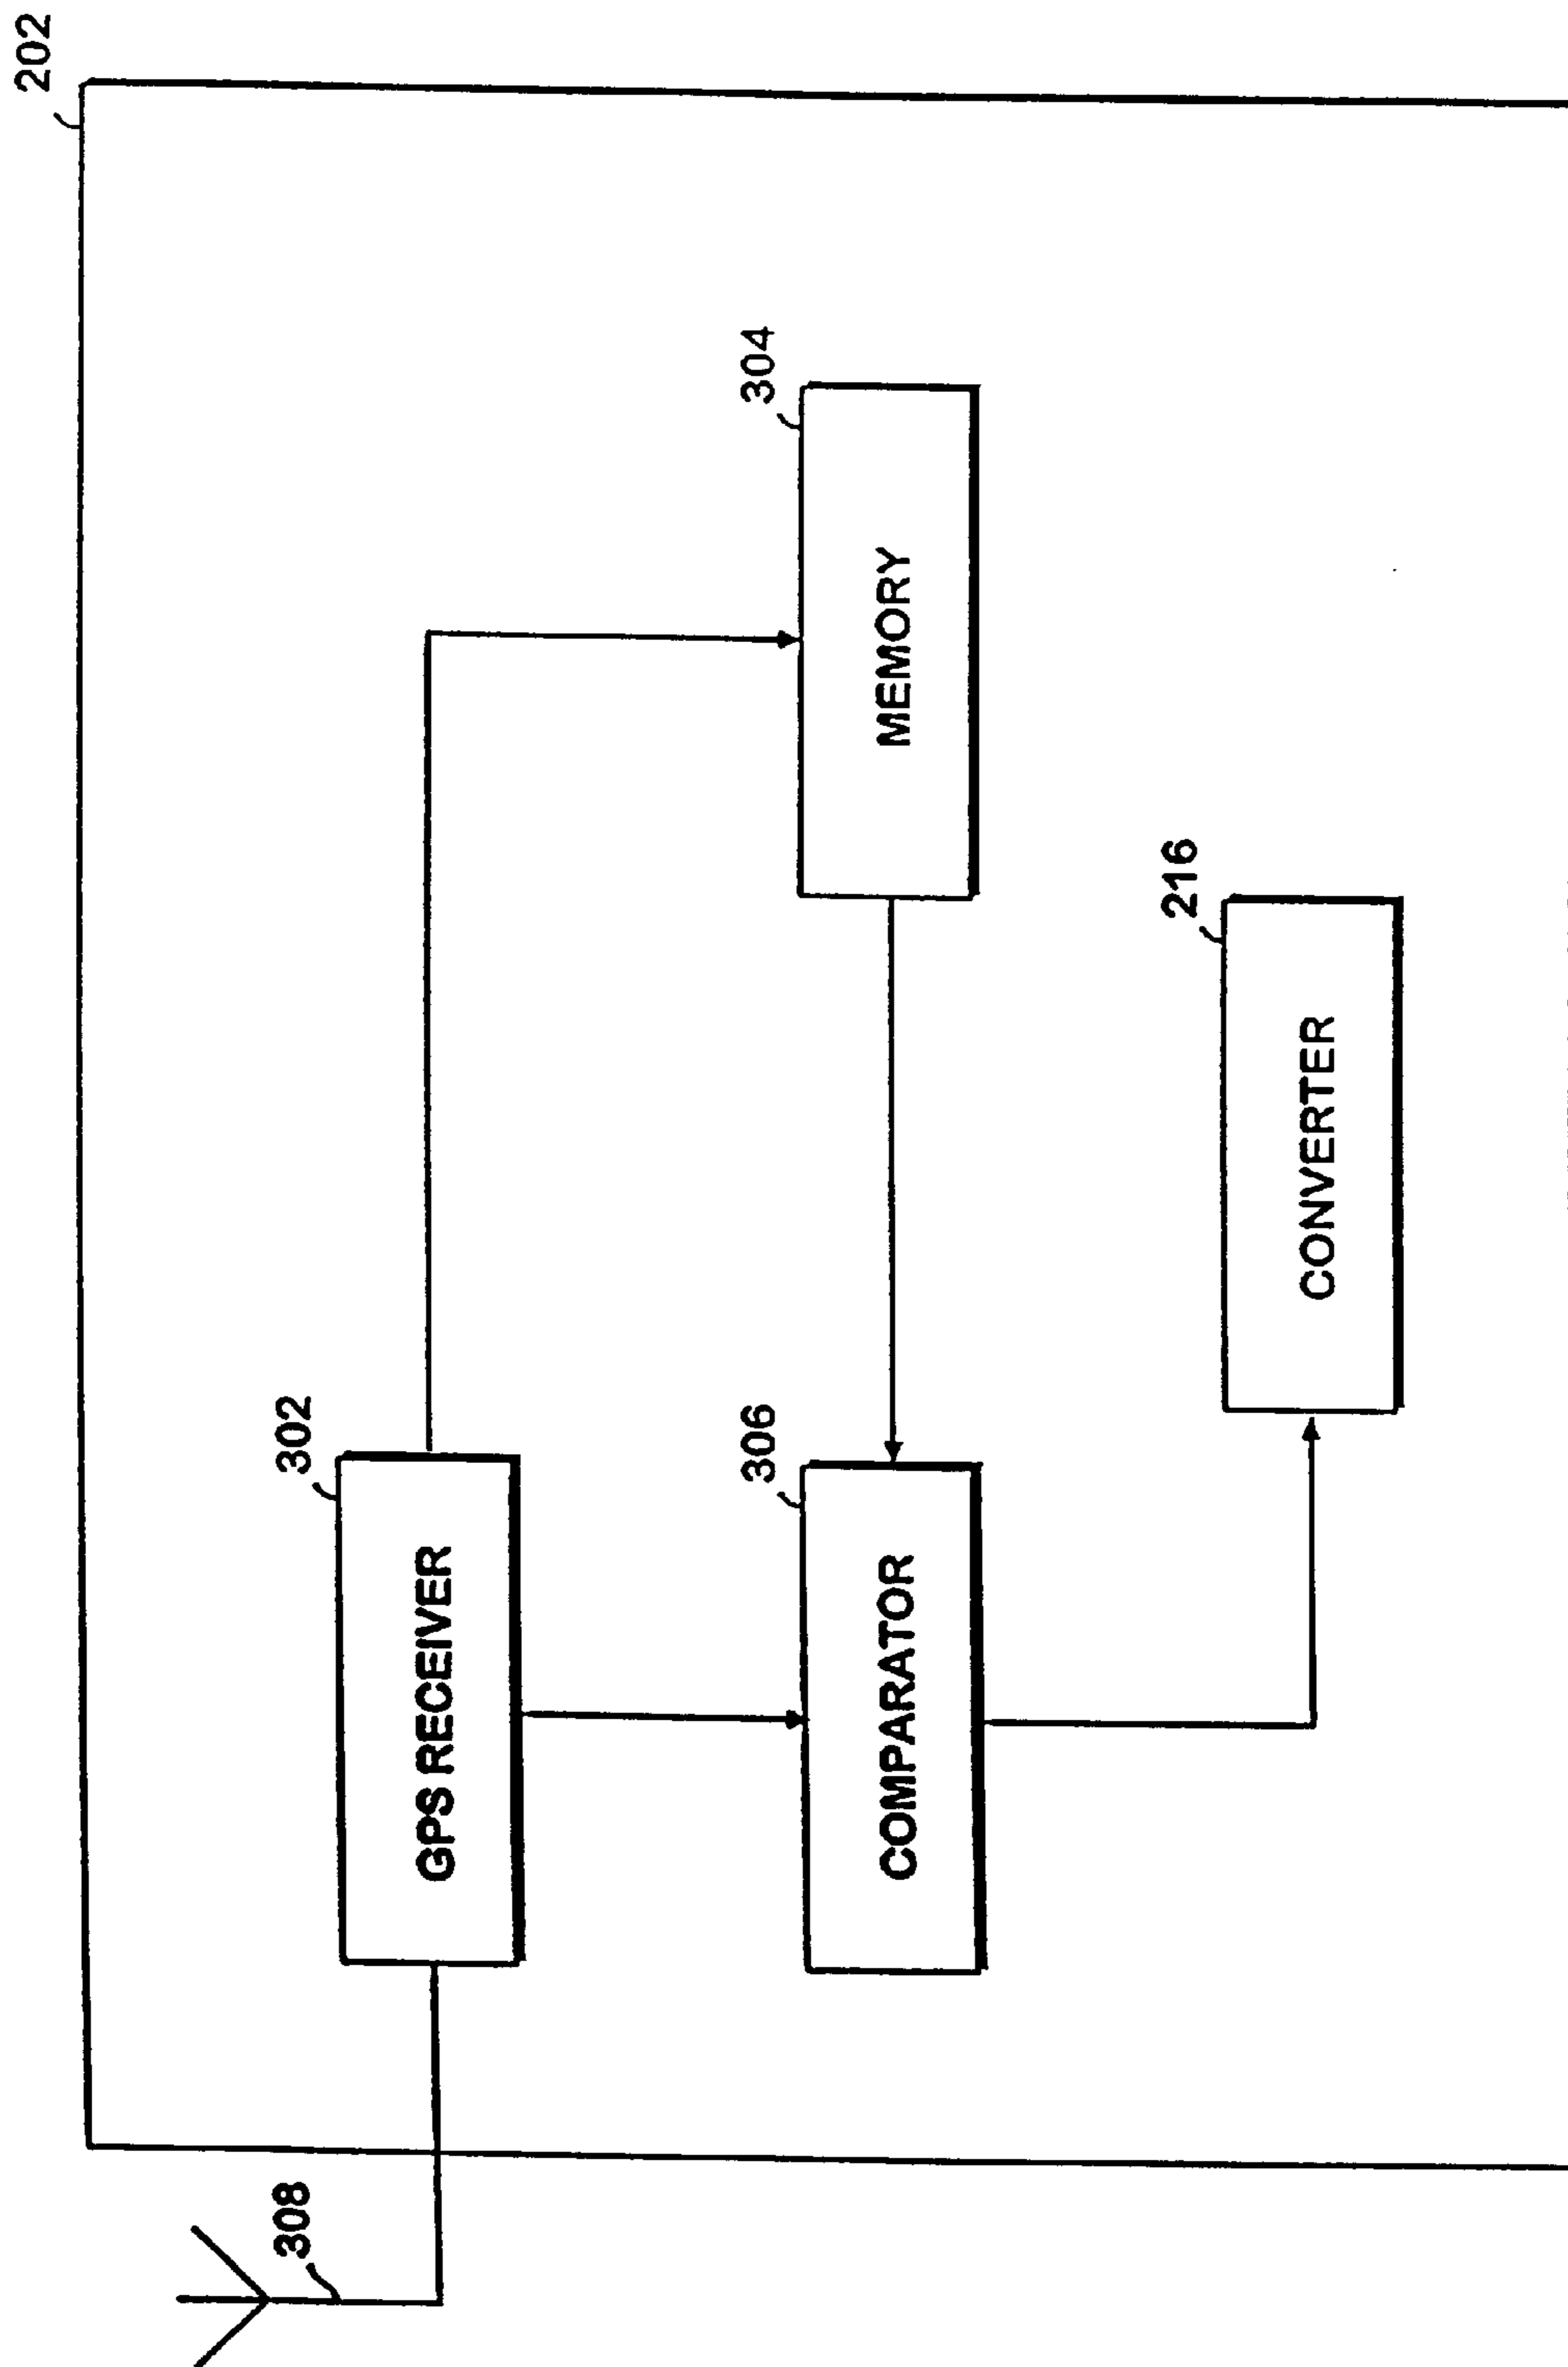 202
308
302
GPS RECEIVER
304
MEMORY
306
COMPARATOR
216
CONVERTER